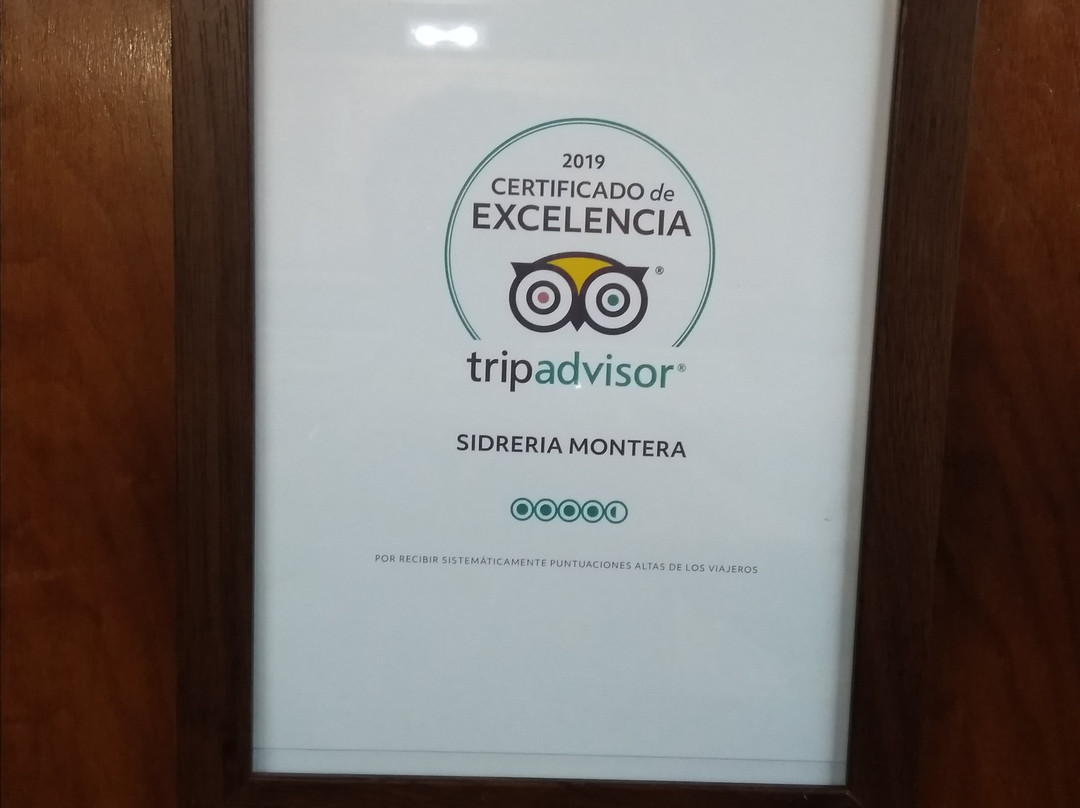 2019
CERTIFICADO de
EXCELENCIA
®
tripadvisor®
SIDRERIA MONTERA
POR RECIBIR SISTEMÁTICAMENTE PUNTUACIONES ALTAS DE LOS VIAJEROS